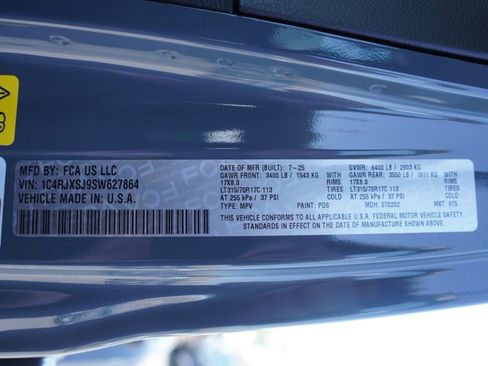 MFD BY: FCA US LLC
VIN: 1C4RJXSJ9SW627864
VEHICLE MADE IN: U.S.A.
DATE OF MFR (BUILT): 7-25 GVWR: 6400 LB / 2903 KG
GAWR FRONT: 3400 LB / 1543 KG WITH GAWR REAR: 3550 LB / 1611 KG WITH
17X8.0 RIMS 17X8.0 RIMS
LT315/70R17C 113 TIRES LT315/70R17C 113 TIRES
AT 255 kPa / 37 PSI AT 255 kPa / 37 PSI
TYPE: MPV PAINT: PDS MDH: 070202 MKT: 875
THIS VEHICLE CONFORMS TO ALL APPLICABLE U.S.A. FEDERAL MOTOR VEHICLE SAFETY
STANDARDS IN EFFECT ON THE DATE OF MANUFACTURE SHOWN ABOVE.